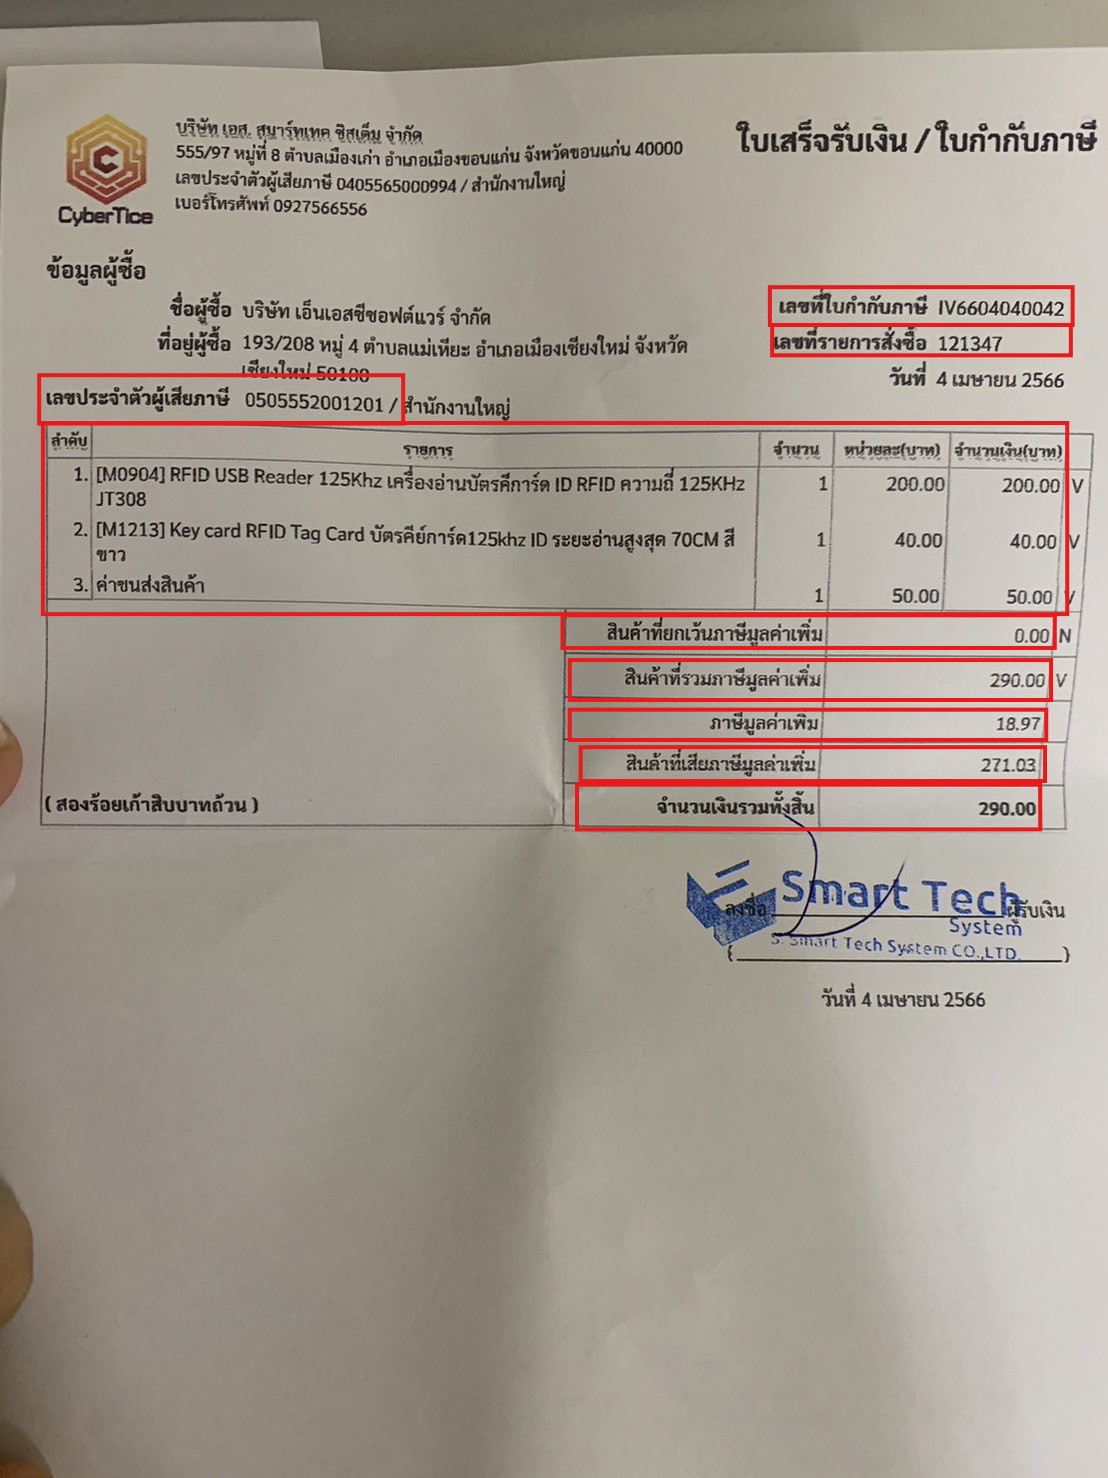 บริษัท เอส. สมาร์ทเทค ซิสเต็ม จำกัด
555/97 หมู่ที่ 8 ตำบลเมืองเก่า อำเภอเมืองขอนแก่น จังหวัดขอนแก่น 40000
เลขประจำตัวผู้เสียภาษี 0405565000994 / สำนักงานใหญ่
เบอร์โทรศัพท์ 0927566556
CyberTice
ใบเสร็จรับเงิน / ใบกำกับภาษี
ข้อมูลผู้ซื้อ
ชื่อผู้ซื้อ บริษัท เอ็นเอสซีซอฟต์แวร์ จำกัด
ที่อยู่ผู้ซื้อ 193/208 หมู่ 4 ตำบลแม่เหียะ อำเภอเมืองเชียงใหม่ จังหวัด
เชียงใหม่ 50100
เลขประจำตัวผู้เสียภาษี 0505552001201 / สำนักงานใหญ่
เลขที่ใบกำกับภาษี IV6604040042
เลขที่รายการสั่งซื้อ 121347
วันที่ 4 เมษายน 2566
ลำดับ รายการ จำนวน หน่วยละ(บาท) จำนวนเงิน(บาท)
1. [M0904] RFID USB Reader 125Khz เครื่องอ่านบัตรคีการ์ด ID RFID ความถี่ 125KHz 1 200.00 200.00 V
JT308
2. [M1213] Key card RFID Tag Card บัตรคีย์การ์ด125khz ID ระยะอ่านสูงสุด 70CM สี 1 40.00 40.00 V
ขาว
3. ค่าขนส่งสินค้า 1 50.00 50.00 V
สินค้าที่ยกเว้นภาษีมูลค่าเพิ่ม 0.00 N
สินค้าที่รวมภาษีมูลค่าเพิ่ม 290.00 V
ภาษีมูลค่าเพิ่ม 18.97
สินค้าที่เสียภาษีมูลค่าเพิ่ม 271.03
( สองร้อยเก้าสิบบาทถ้วน ) จำนวนเงินรวมทั้งสิ้น 290.00
Smart Tech
ลงชื่อ ผู้รับเงิน
System
S. Smart Tech System CO.,LTD.
( )
วันที่ 4 เมษายน 2566